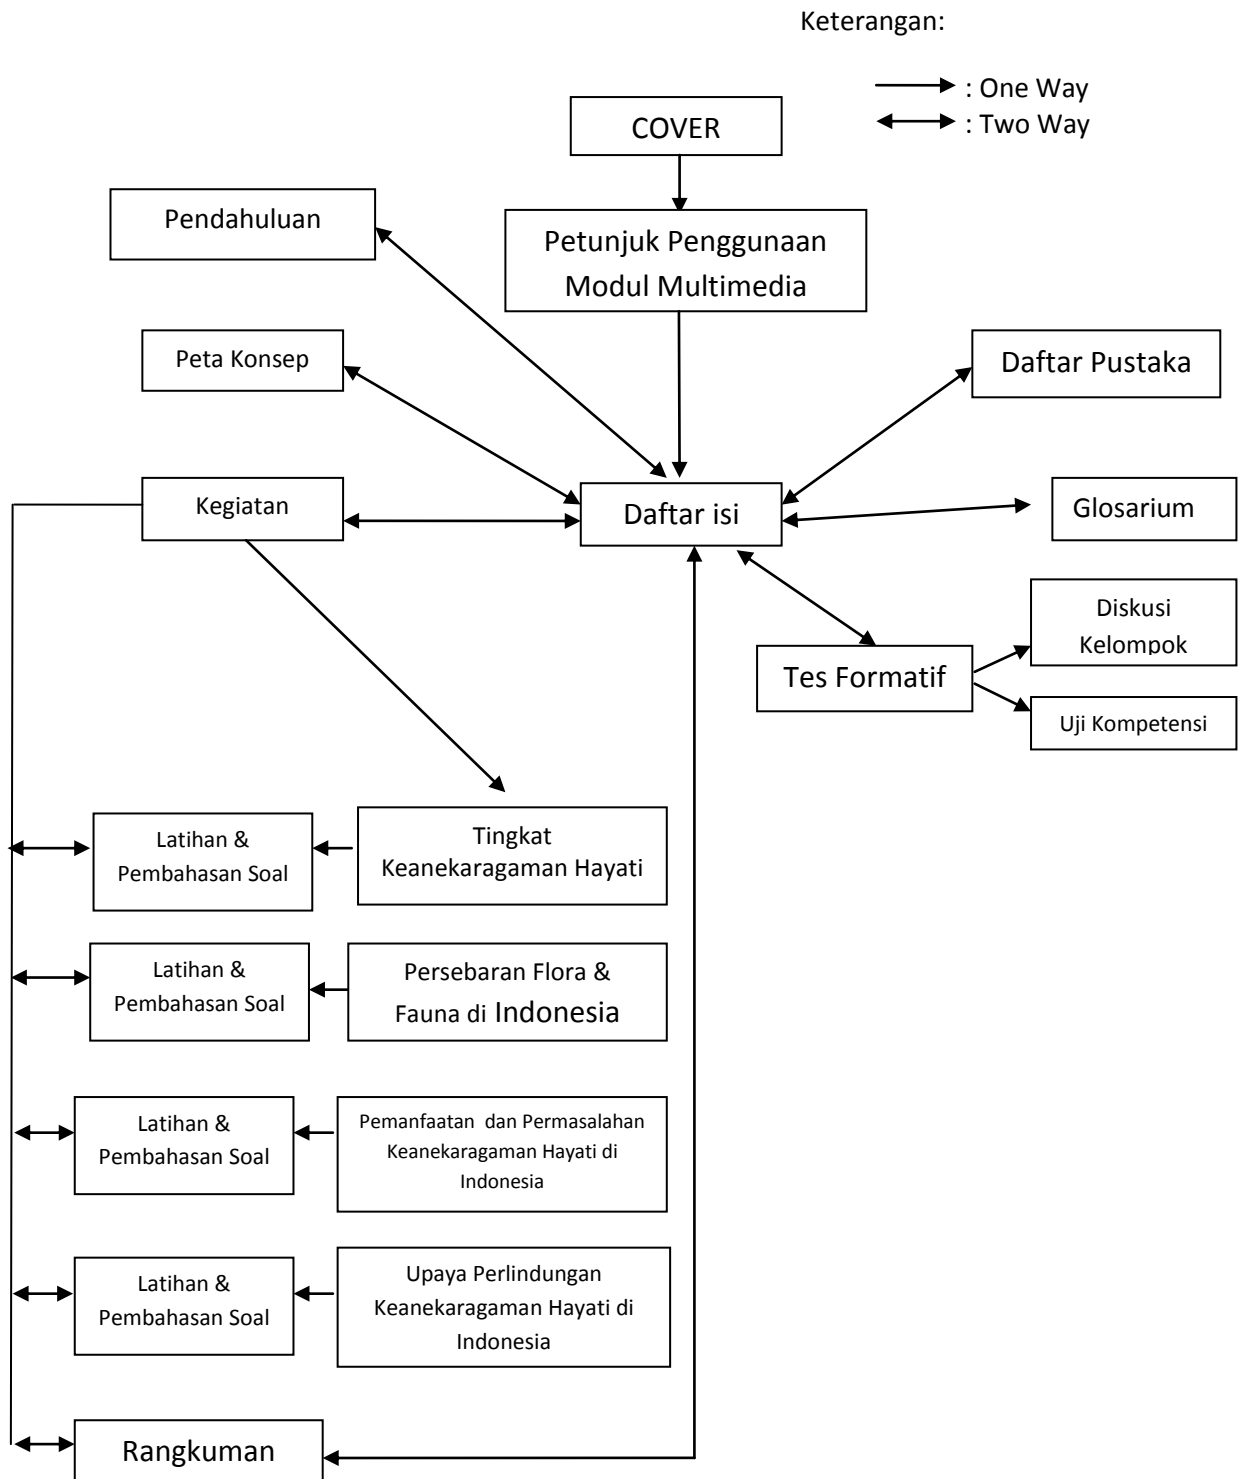 Keterangan:
: One Way
: Two Way
COVER
Pendahuluan
Petunjuk Penggunaan
Modul Multimedia
Peta Konsep
Daftar Pustaka
Kegiatan
Daftar isi
Glosarium
Diskusi
Kelompok
Tes Formatif
Uji Kompetensi
Latihan &
Pembahasan Soal
Tingkat
Keanekaragaman Hayati
Latihan &
Pembahasan Soal
Persebaran Flora &
Fauna di Indonesia
Latihan &
Pembahasan Soal
Pemanfaatan dan Permasalahan
Keanekaragaman Hayati di
Indonesia
Latihan &
Pembahasan Soal
Upaya Perlindungan
Keanekaragaman Hayati di
Indonesia
Rangkuman